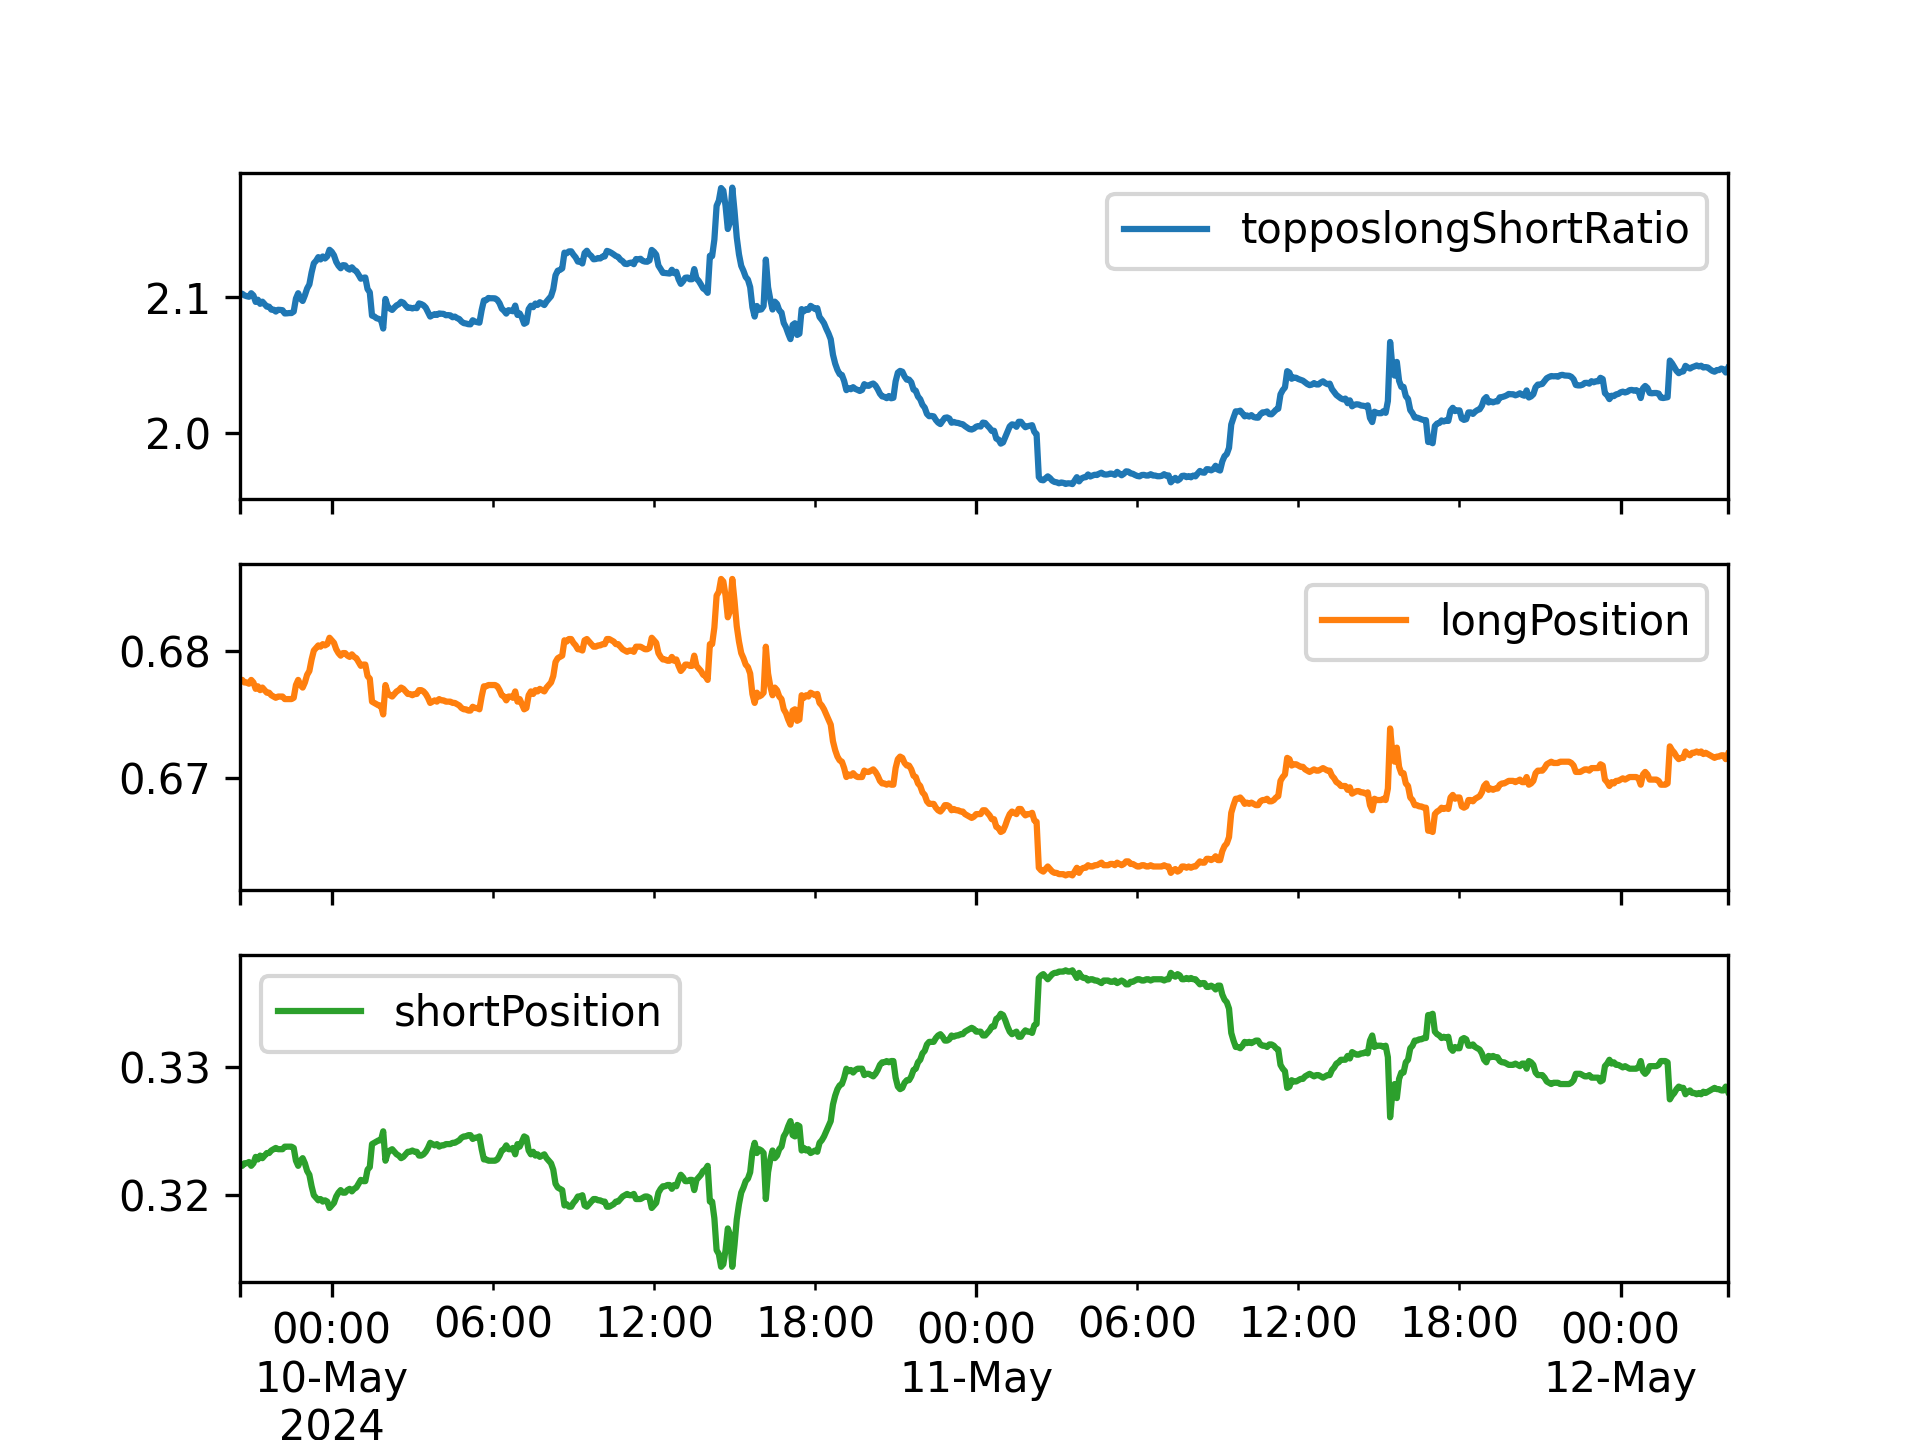 topposlongShortRatio
2.1
2.0
longPosition
0.68
0.67
shortPosition
0.33
0.32
00:00 06:00 12:00 18:00 00:00 06:00 12:00 18:00 00:00
10-May 11-May 12-May
2024